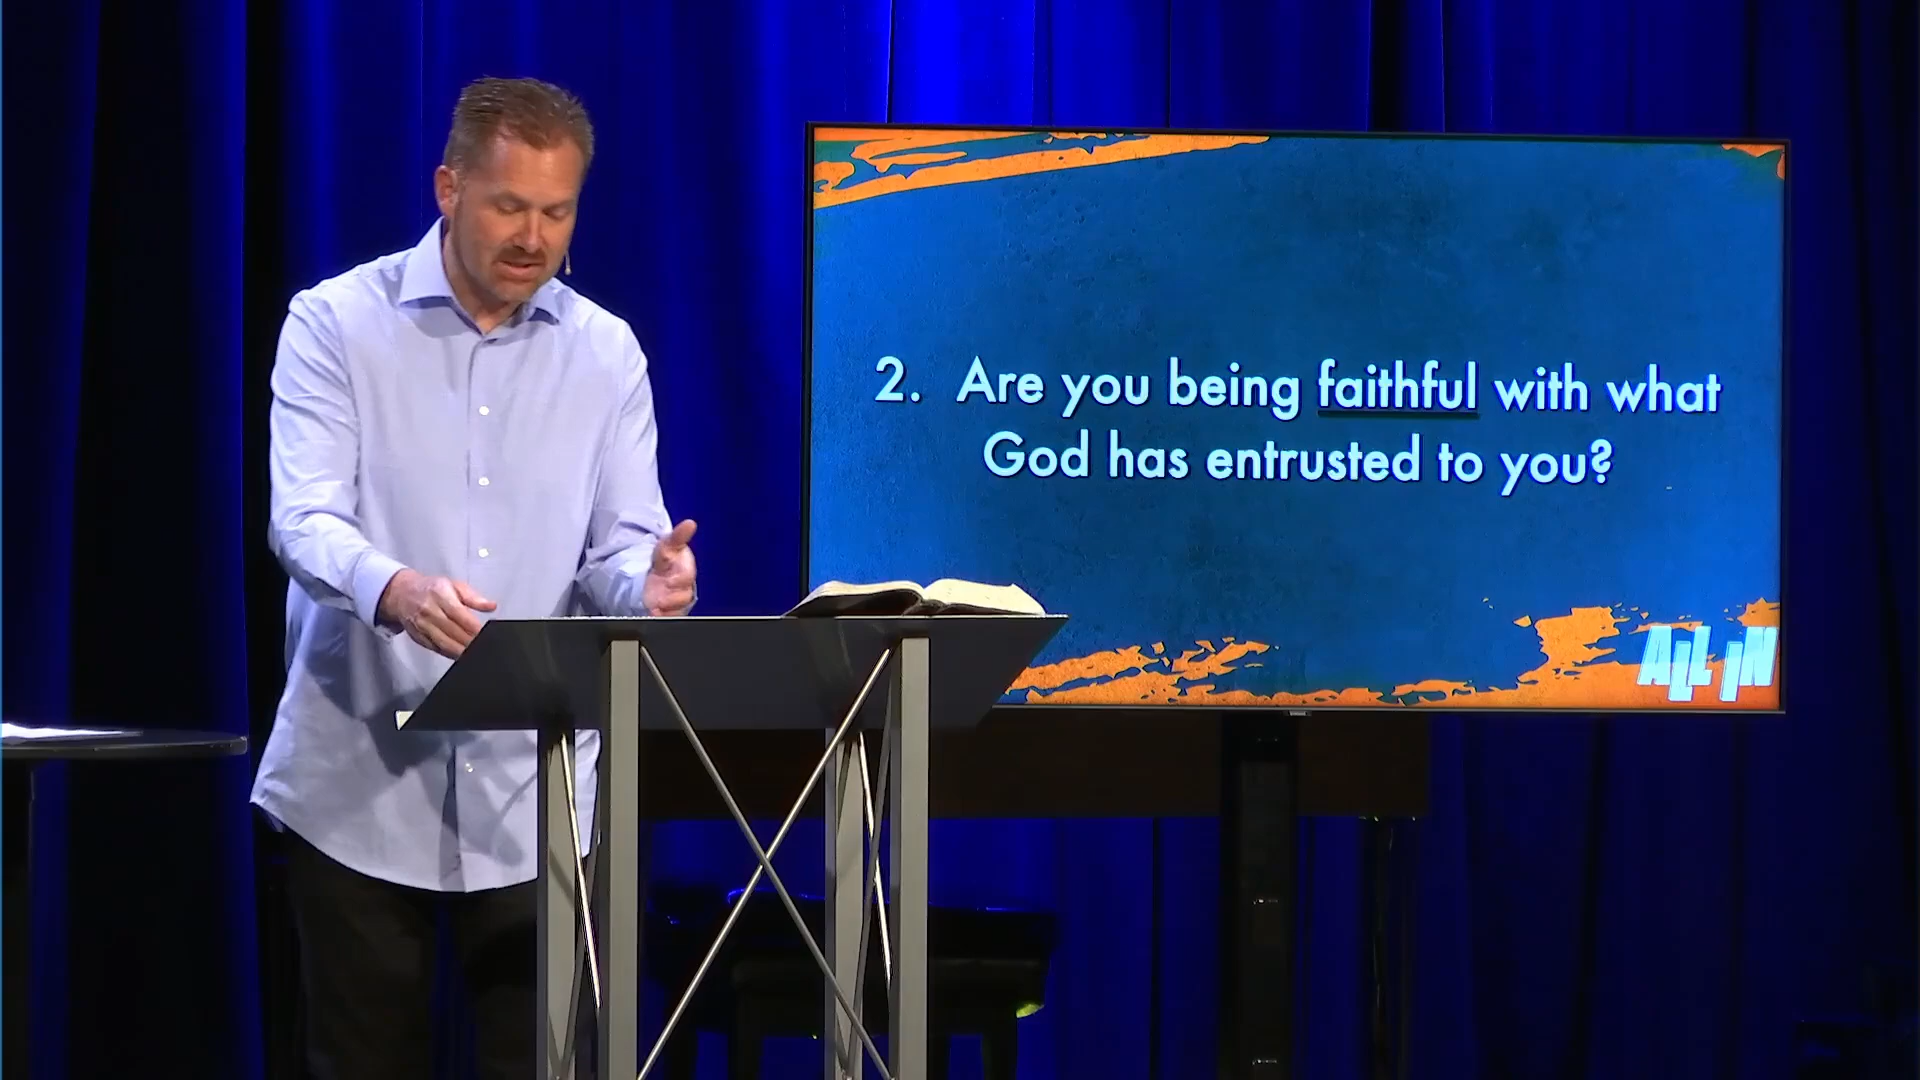 2. Are you being faithful with what
God has entrusted to you?
ALL IN